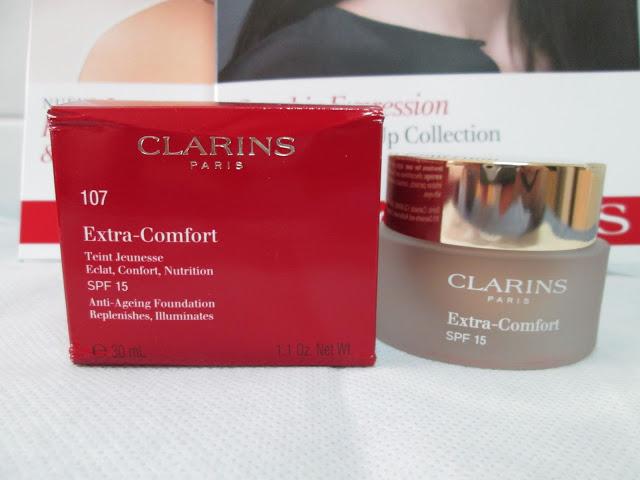 Expression
Up Collection
CLARINS
PARIS
107
Extra-Comfort
Teint Jeunesse
Eclat, Confort, Nutrition
SPF 15
Anti-Ageing Foundation
Replenishes, Illuminates
℮ 30 mL
1.1 Oz. Net Wt.
CLARINS
PARIS
Extra-Comfort
SPF 15